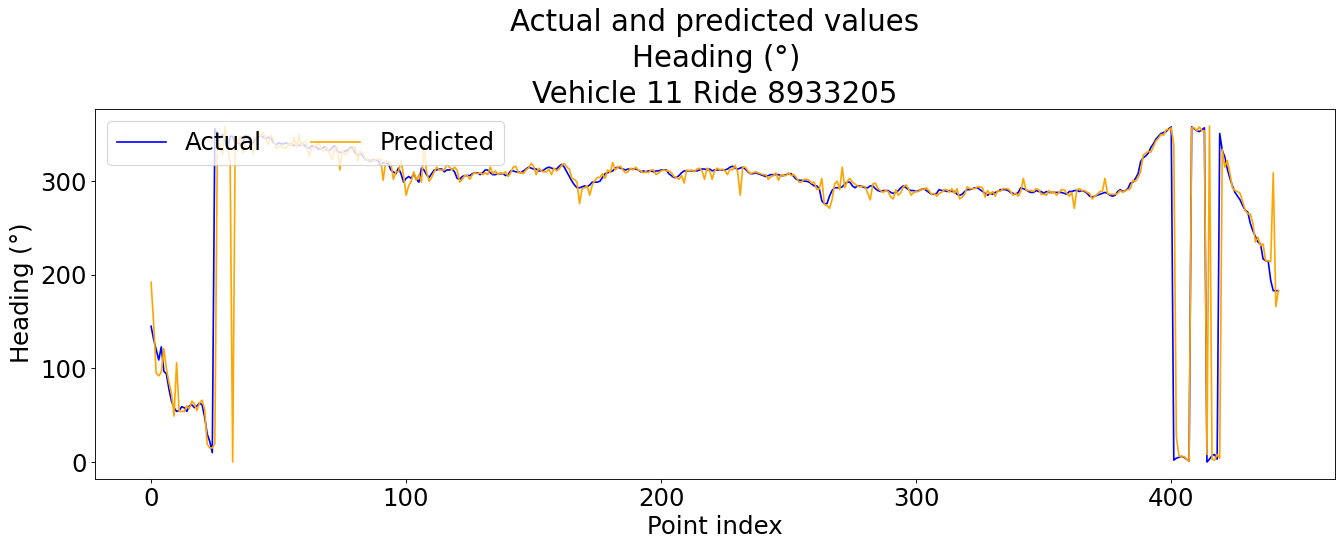 Actual and predicted values
Heading (°)
Vehicle 11 Ride 8933205
Actual Predicted
Heading (°)
300
200
100
0
0 100 200 300 400
Point index